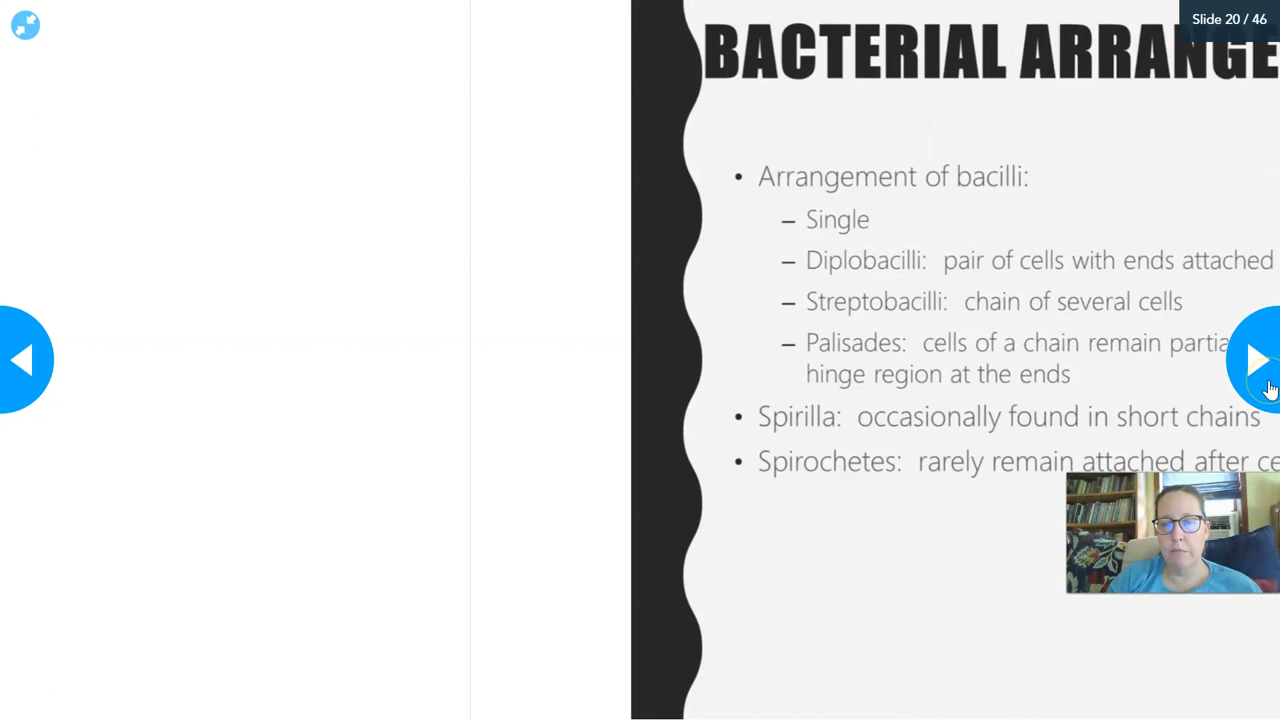 Slide 20 / 46
BACTERIAL ARRANGE
• Arrangement of bacilli:
– Single
– Diplobacilli: pair of cells with ends attached
– Streptobacilli: chain of several cells
– Palisades: cells of a chain remain partia
hinge region at the ends
• Spirilla: occasionally found in short chains
• Spirochetes: rarely remain attached after ce